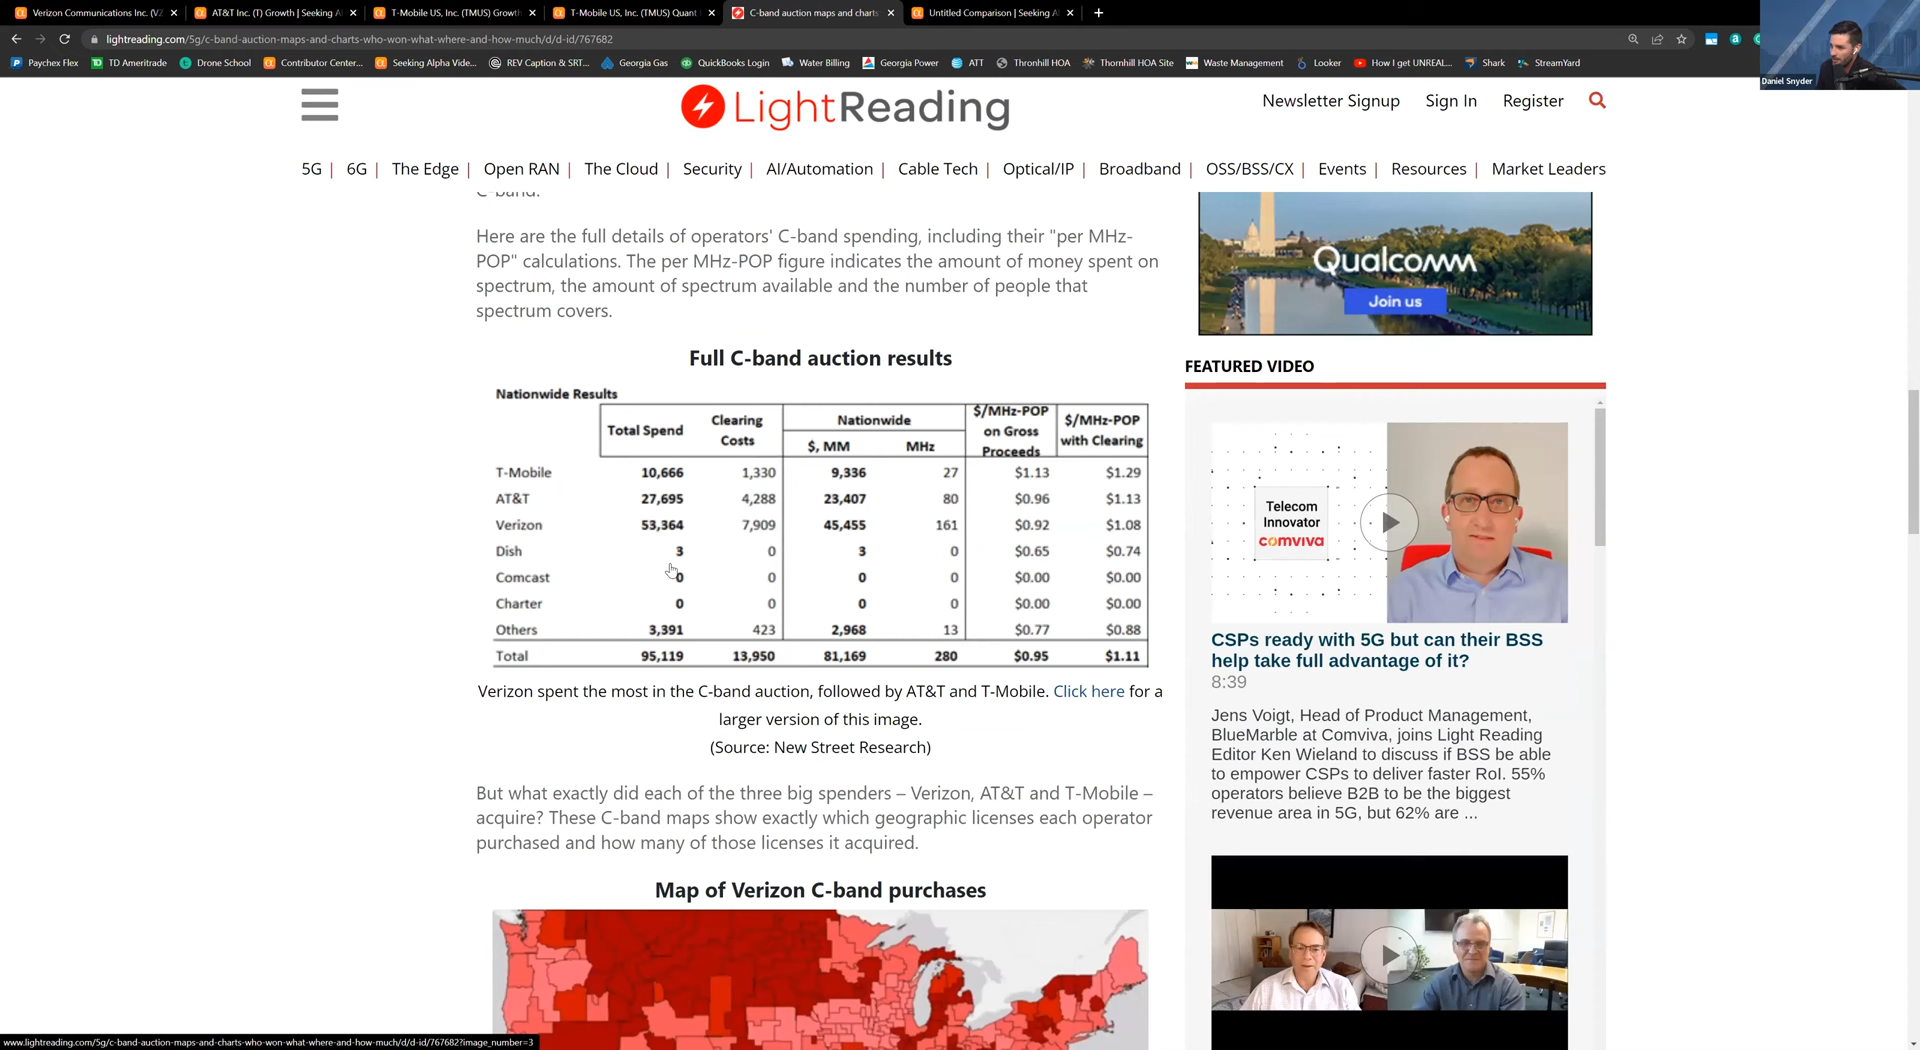 Verizon Communications Inc. (VZ
AT&T Inc. (T) Growth | Seeking Al
T-Mobile US, Inc. (TMUS) Growth
T-Mobile US, Inc. (TMUS) Quant
C-band auction maps and charts
Untitled Comparison | Seeking Al
lightreading.com/5g/c-band-auction-maps-and-charts-who-won-what-where-and-how-much/d/d-id/767682
Paychex Flex
TD Ameritrade
Drone School
Contributor Center...
Seeking Alpha Vide...
REV Caption & SRT...
Georgia Gas
QuickBooks Login
Water Billing
Georgia Power
ATT
Thronhill HOA
Thornhill HOA Site
Waste Management
Looker
How I get UNREAL...
Shark
StreamYard
Daniel Snyder
LightReading
Newsletter Signup
Sign In
Register
5G | 6G | The Edge | Open RAN | The Cloud | Security | AI/Automation | Cable Tech | Optical/IP | Broadband | OSS/BSS/CX | Events | Resources | Market Leaders
C-band.
Here are the full details of operators' C-band spending, including their "per MHz-
POP" calculations. The per MHz-POP figure indicates the amount of money spent on
spectrum, the amount of spectrum available and the number of people that
spectrum covers.
Full C-band auction results
Nationwide Results
Total Spend
Clearing
Costs
Nationwide
$, MM
MHz
$/MHz-POP
on Gross
Proceeds
$/MHz-POP
with Clearing
T-Mobile 10,666 1,330 9,336 27 $1.13 $1.29
AT&T 27,695 4,288 23,407 80 $0.96 $1.13
Verizon 53,364 7,909 45,455 161 $0.92 $1.08
Dish 3 0 3 0 $0.65 $0.74
Comcast 0 0 0 0 $0.00 $0.00
Charter 0 0 0 0 $0.00 $0.00
Others 3,391 423 2,968 13 $0.77 $0.88
Total 95,119 13,950 81,169 280 $0.95 $1.11
Verizon spent the most in the C-band auction, followed by AT&T and T-Mobile. Click here for a
larger version of this image.
(Source: New Street Research)
But what exactly did each of the three big spenders – Verizon, AT&T and T-Mobile –
acquire? These C-band maps show exactly which geographic licenses each operator
purchased and how many of those licenses it acquired.
Map of Verizon C-band purchases
Qualcomm
Join us
FEATURED VIDEO
Telecom
Innovator
comviva
CSPs ready with 5G but can their BSS
help take full advantage of it?
8:39
Jens Voigt, Head of Product Management,
BlueMarble at Comviva, joins Light Reading
Editor Ken Wieland to discuss if BSS be able
to empower CSPs to deliver faster RoI. 55%
operators believe B2B to be the biggest
revenue area in 5G, but 62% are ...
www.lightreading.com/5g/c-band-auction-maps-and-charts-who-won-what-where-and-how-much/d/d-id/767682?image_number=3